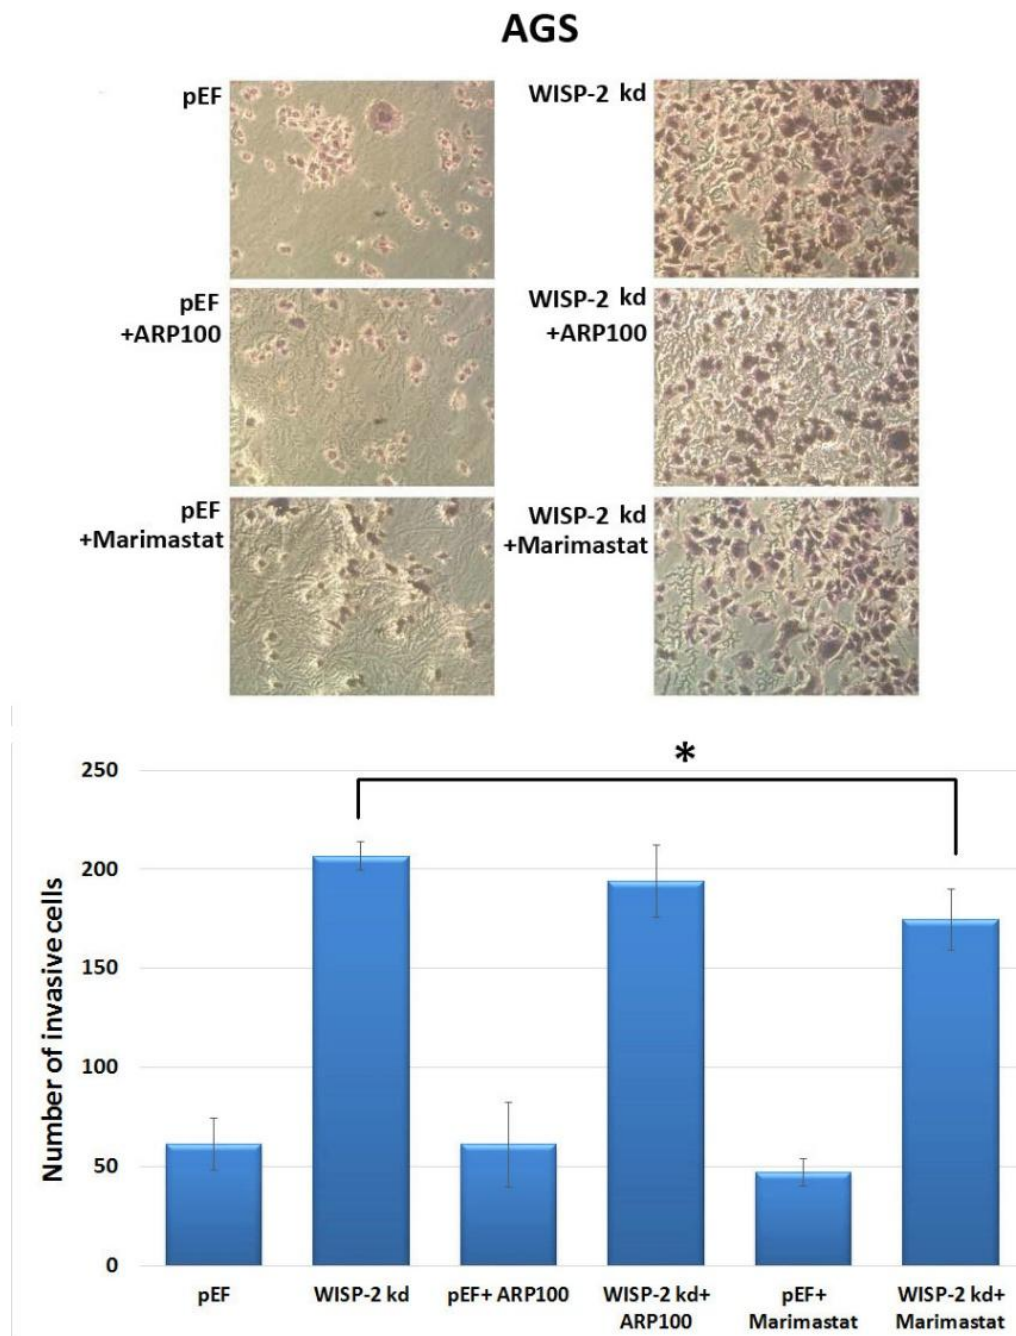 AGS
pEF
WISP-2 kd
pEF
+ARP100
WISP-2 kd
+ARP100
pEF
+Marimastat
WISP-2 kd
+Marimastat
*
250
200
150
100
50
0
Number of invasive cells
pEF
WISP-2 kd
pEF+ ARP100
WISP-2 kd+
ARP100
pEF+
Marimastat
WISP-2 kd+
Marimastat